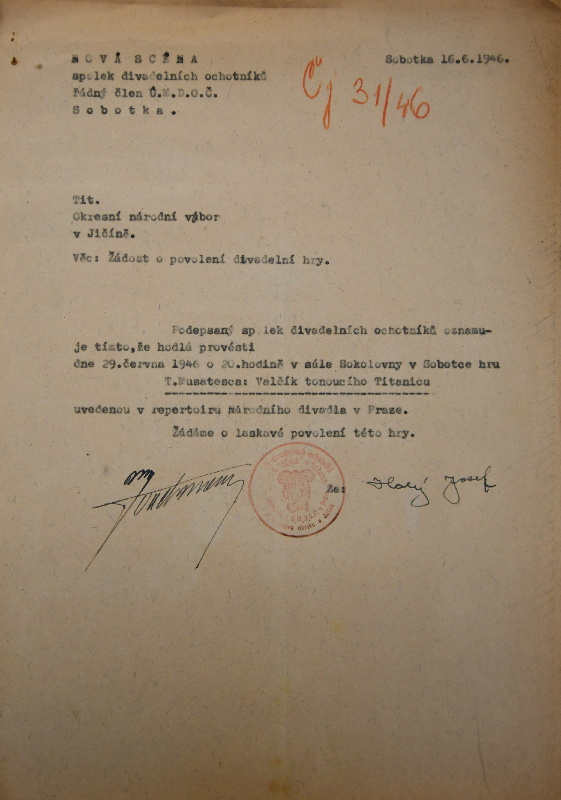 NOVÁ SCÉNA
Sobotka 16.6.1946.
spolek divadelních ochotníků
řádný člen Ú.M.D.O.Č.
Sobotka.
Čj 31/46
Tit.
Okresní národní výbor
v Jičíně.
Věc: Žádost o povolení divadelní hry.
Podepsaný spolek divadelních ochotníků oznamu-
je tímto,že hodlá provésti
dne 29.června 1946 o 20.hodině v sále Sokolovny v Sobotce hru
T.Musatesca: Valčík tonoucího Titanicu
uvedenou v repertoiru národního divadla v Praze.
Žádáme o laskavé povolení této hry.
Za:
Josef